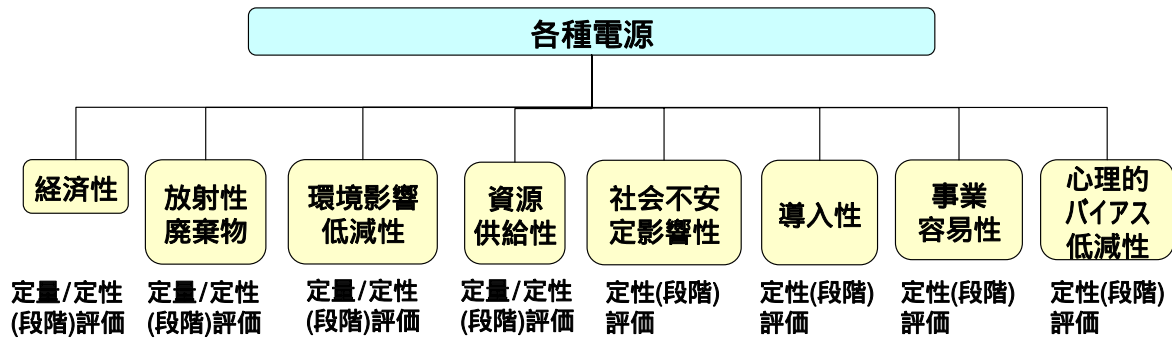 各種電源
経済性
放射性
廃棄物
環境影響
低減性
資源
供給性
社会不安
定影響性
導入性
事業
容易性
心理的
バイアス
低減性
定量/定性
(段階)評価
定量/定性
(段階)評価
定量/定性
(段階)評価
定量/定性
(段階)評価
定性(段階)
評価
定性(段階)
評価
定性(段階)
評価
定性(段階)
評価